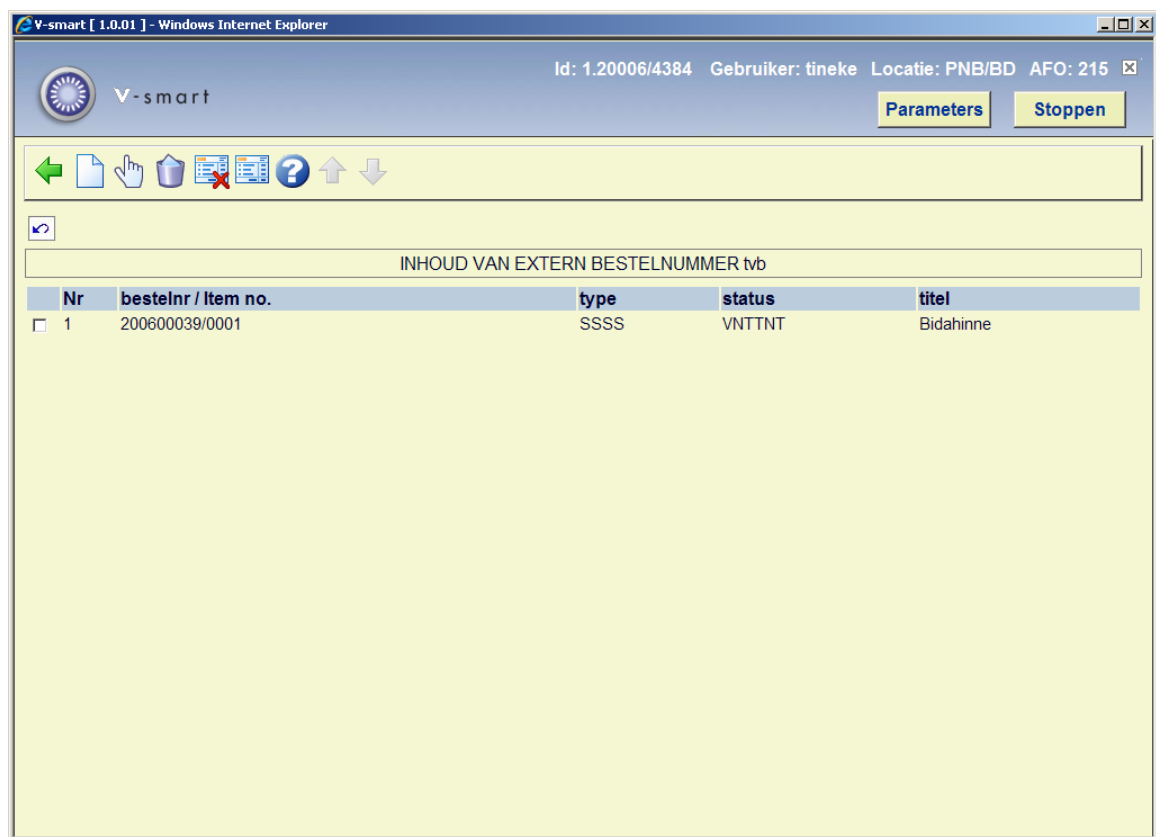 V-smart [ 1.0.01 ] - Windows Internet Explorer
Id: 1.20006/4384 Gebruiker: tineke Locatie: PNB/BD AFO: 215
V-smart
Parameters Stoppen
INHOUD VAN EXTERN BESTELNUMMER tvb
Nr bestelnr / Item no. type status titel
1 200600039/0001 SSSS VNTTNT Bidahinne